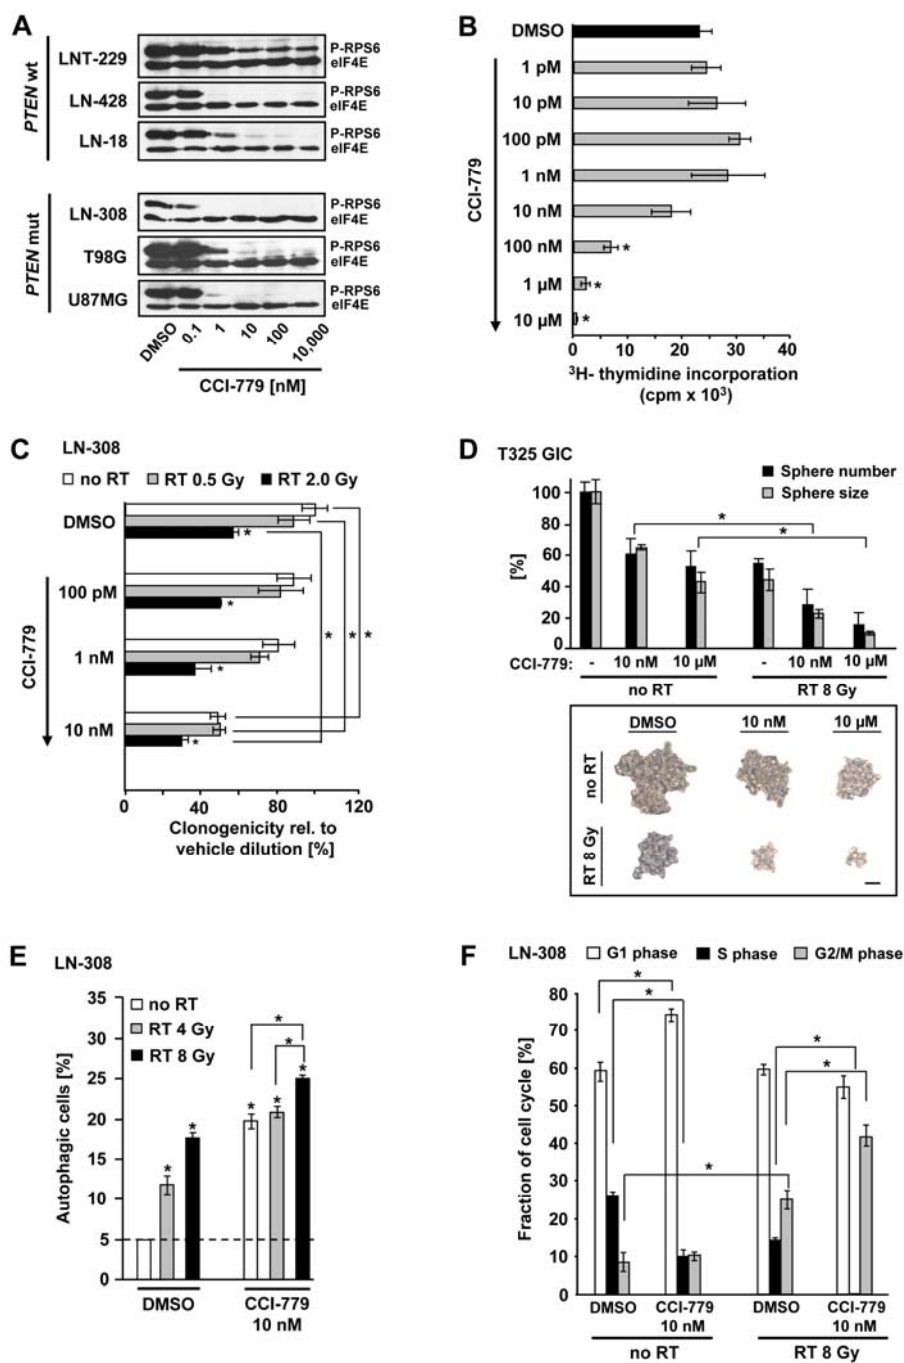 A
PTEN wt
LNT-229
P-RPS6
eIF4E
LN-428
P-RPS6
eIF4E
LN-18
P-RPS6
eIF4E
PTEN mut
LN-308
P-RPS6
eIF4E
T98G
P-RPS6
eIF4E
U87MG
P-RPS6
eIF4E
DMSO 0.1 1 10 100 10,000
CCI-779 [nM]
B
DMSO
1 pM
10 pM
100 pM
1 nM
10 nM
100 nM *
1 µM *
10 µM *
CCI-779
0 10 20 30 40
³H- thymidine incorporation
(cpm x 10³)
C LN-308
no RT RT 0.5 Gy RT 2.0 Gy
DMSO *
100 pM *
1 nM *
10 nM *
* * *
CCI-779
0 40 80 120
Clonogenicity rel. to
vehicle dilution [%]
D T325 GIC
Sphere number
Sphere size
100
80
60
40
20
0
[%]
*
*
CCI-779: - 10 nM 10 µM - 10 nM 10 µM
no RT RT 8 Gy
DMSO 10 nM 10 µM
no RT
RT 8 Gy
E LN-308
no RT
RT 4 Gy
RT 8 Gy
35
30
25
20
15
10
5
0
Autophagic cells [%]
* *
* * *
* *
DMSO CCI-779
10 nM
F LN-308 G1 phase S phase G2/M phase
80
70
60
50
40
30
20
10
0
Fraction of cell cycle [%]
*
*
*
*
*
DMSO CCI-779 DMSO CCI-779
10 nM 10 nM
no RT RT 8 Gy